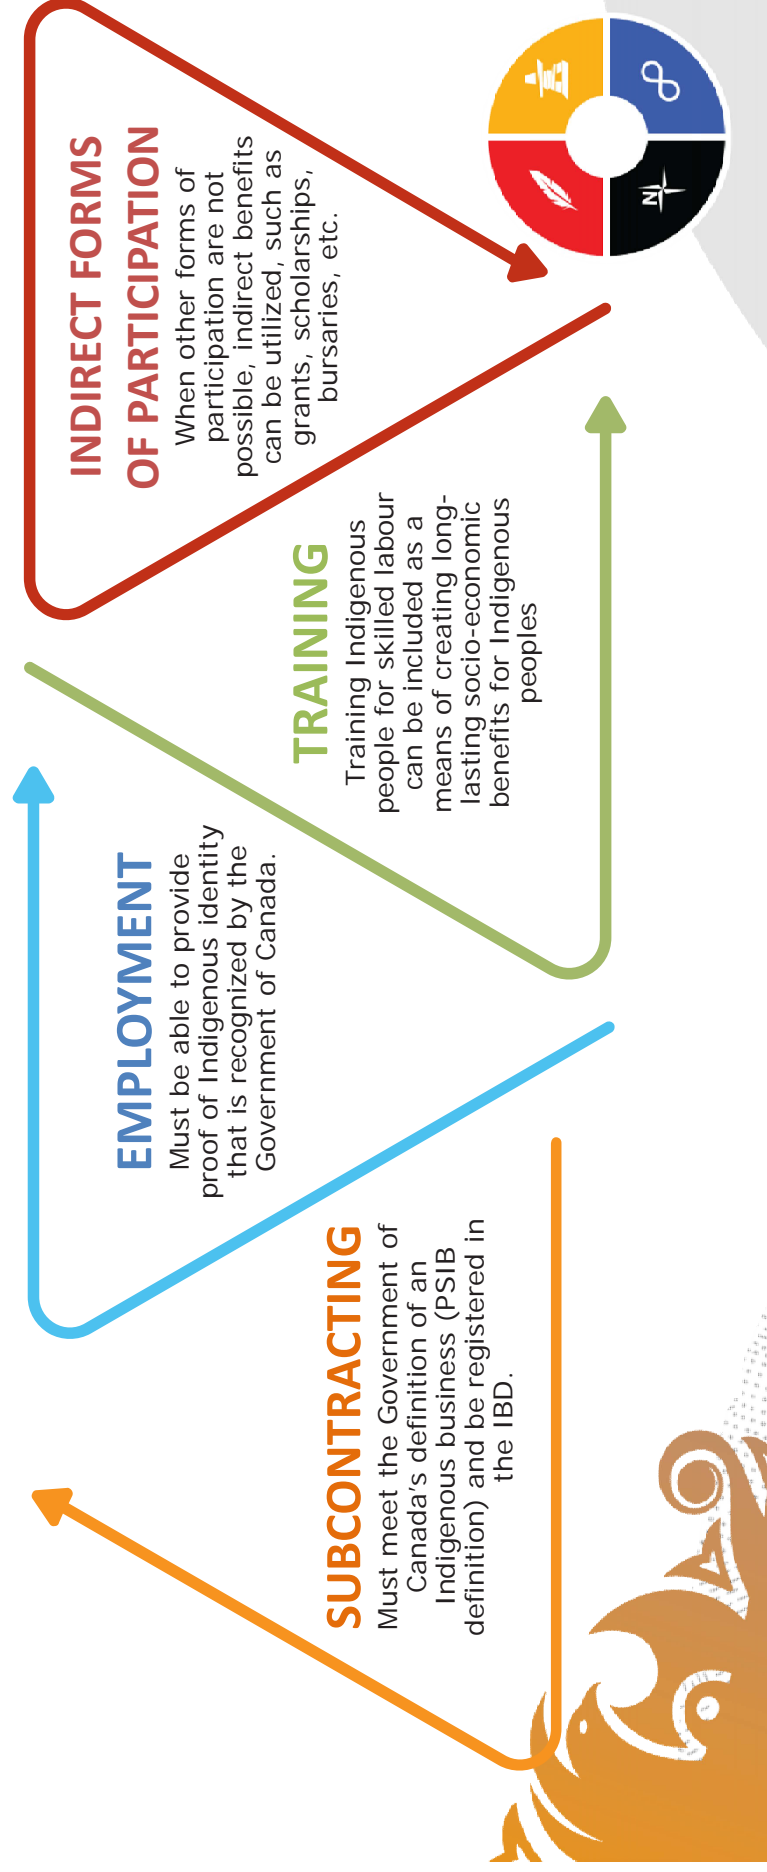 SUBCONTRACTING
Must meet the Government of
Canada's definition of an
Indigenous business (PSIB
definition) and be registered in
the IBD.
EMPLOYMENT
Must be able to provide
proof of Indigenous identity
that is recognized by the
Government of Canada.
TRAINING
Training Indigenous
people for skilled labour
can be included as a
means of creating long-
lasting socio-economic
benefits for Indigenous
peoples
INDIRECT FORMS
OF PARTICIPATION
When other forms of
participation are not
possible, indirect benefits
can be utilized, such as
grants, scholarships,
bursaries, etc.
N